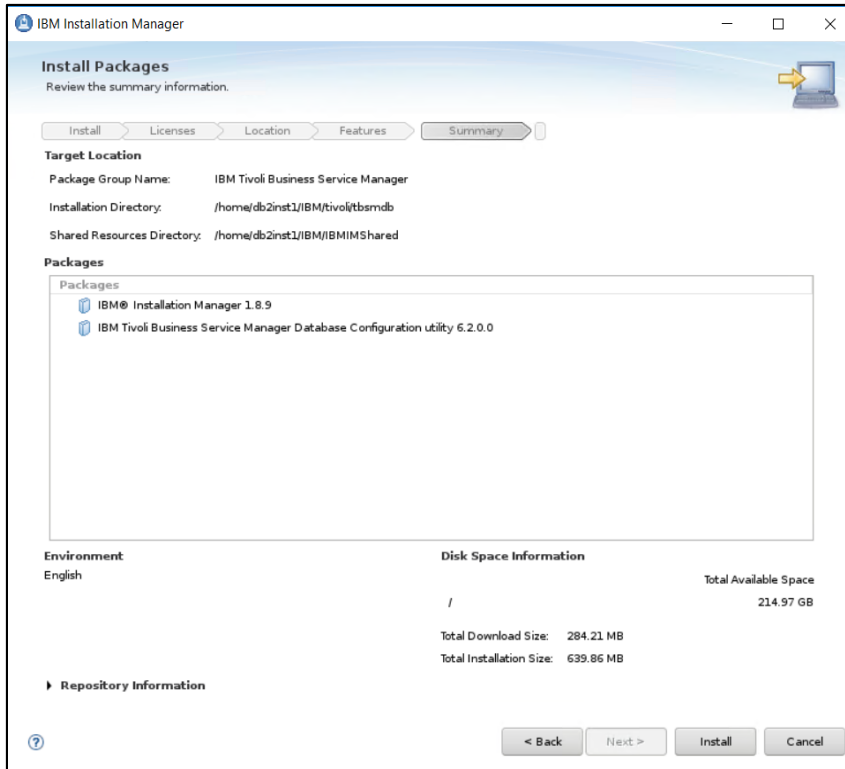 IBM Installation Manager
Install Packages
Review the summary information.
Install Licenses Location Features Summary
Target Location
Package Group Name: IBM Tivoli Business Service Manager
Installation Directory: /home/db2inst1/IBM/tivoli/tbsmdb
Shared Resources Directory: /home/db2inst1/IBM/IBMIMShared
Packages
Packages
IBM® Installation Manager 1.8.9
IBM Tivoli Business Service Manager Database Configuration utility 6.2.0.0
Environment Disk Space Information
English
Total Available Space
/ 214.97 GB
Total Download Size: 284.21 MB
Total Installation Size: 639.86 MB
Repository Information
? < Back Next > Install Cancel